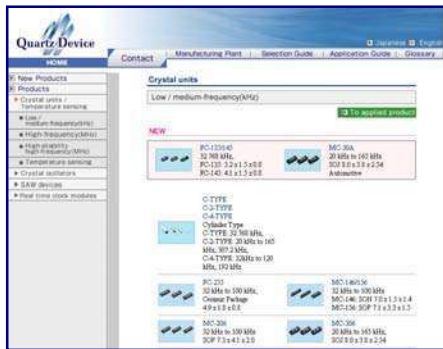 Quartz Device
Japanese English
HOME
Contact Manufacturing Plant Selection Guide Application Guide Glossary
New Products
Products
Crystal units /
Temperature sensing
Low /
medium-frequency(kHz)
High-frequency(MHz)
High stability
high-frequency(MHz)
Temperature sensing
Crystal oscillators
SAW devices
Real time clock modules
Crystal units
Low / medium-frequency(kHz)
To applied product
NEW
FC-135/145
32.768 kHz,
FC-135: 3.2 x 1.5 x 0.8
FC-145: 4.1 x 1.5 x 0.8
MC-30A
20 kHz to 165 kHz
SOJ 8.0 x 3.8 x 2.54
Automotive
C-TYPE
C-2-TYPE
C-4-TYPE
Cylinder Type
C-TYPE: 32.768 kHz,
C-2-TYPE: 20 kHz to 165
kHz, 307.2 kHz,
C-4-TYPE: 32kHz to 120
kHz, 192 kHz
FC-255
32 kHz to 100 kHz,
Ceramic Package
4.9 x 1.8 x 0.8
MC-146/156
32 kHz to 100 kHz
MC-146: SON 7.0 x 1.5 x 1.4
MC-156: SOP 7.1 x 3.3 x 1.5
MC-206
32 kHz to 100 kHz
SOP 7.5 x 4.1 x 2.0
MC-306
20 kHz to 165 kHz,
SOJ 8.0 x 3.8 x 2.54